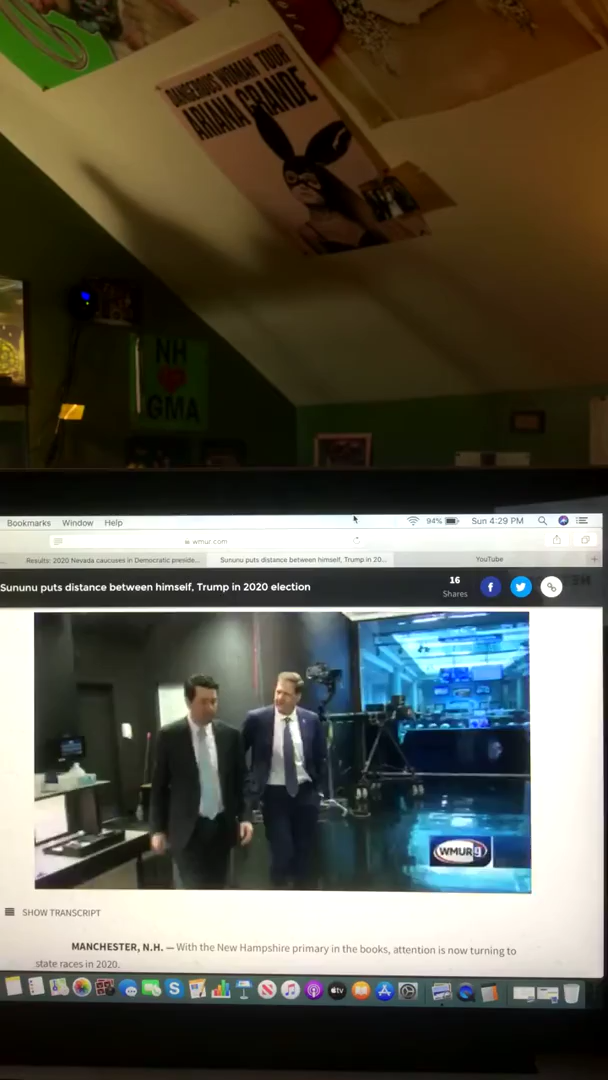 DANGEROUS WOMAN TOUR
ARIANA GRANDE
NH
GMA
Bookmarks Window Help 94% Sun 4:29 PM
wmur.com
Results: 2020 Nevada caucuses in Democratic preside... Sununu puts distance between himself, Trump in 20... YouTube
Sununu puts distance between himself, Trump in 2020 election
16
Shares
WMUR 9
SHOW TRANSCRIPT
MANCHESTER, N.H. — With the New Hampshire primary in the books, attention is now turning to
state races in 2020.
tv